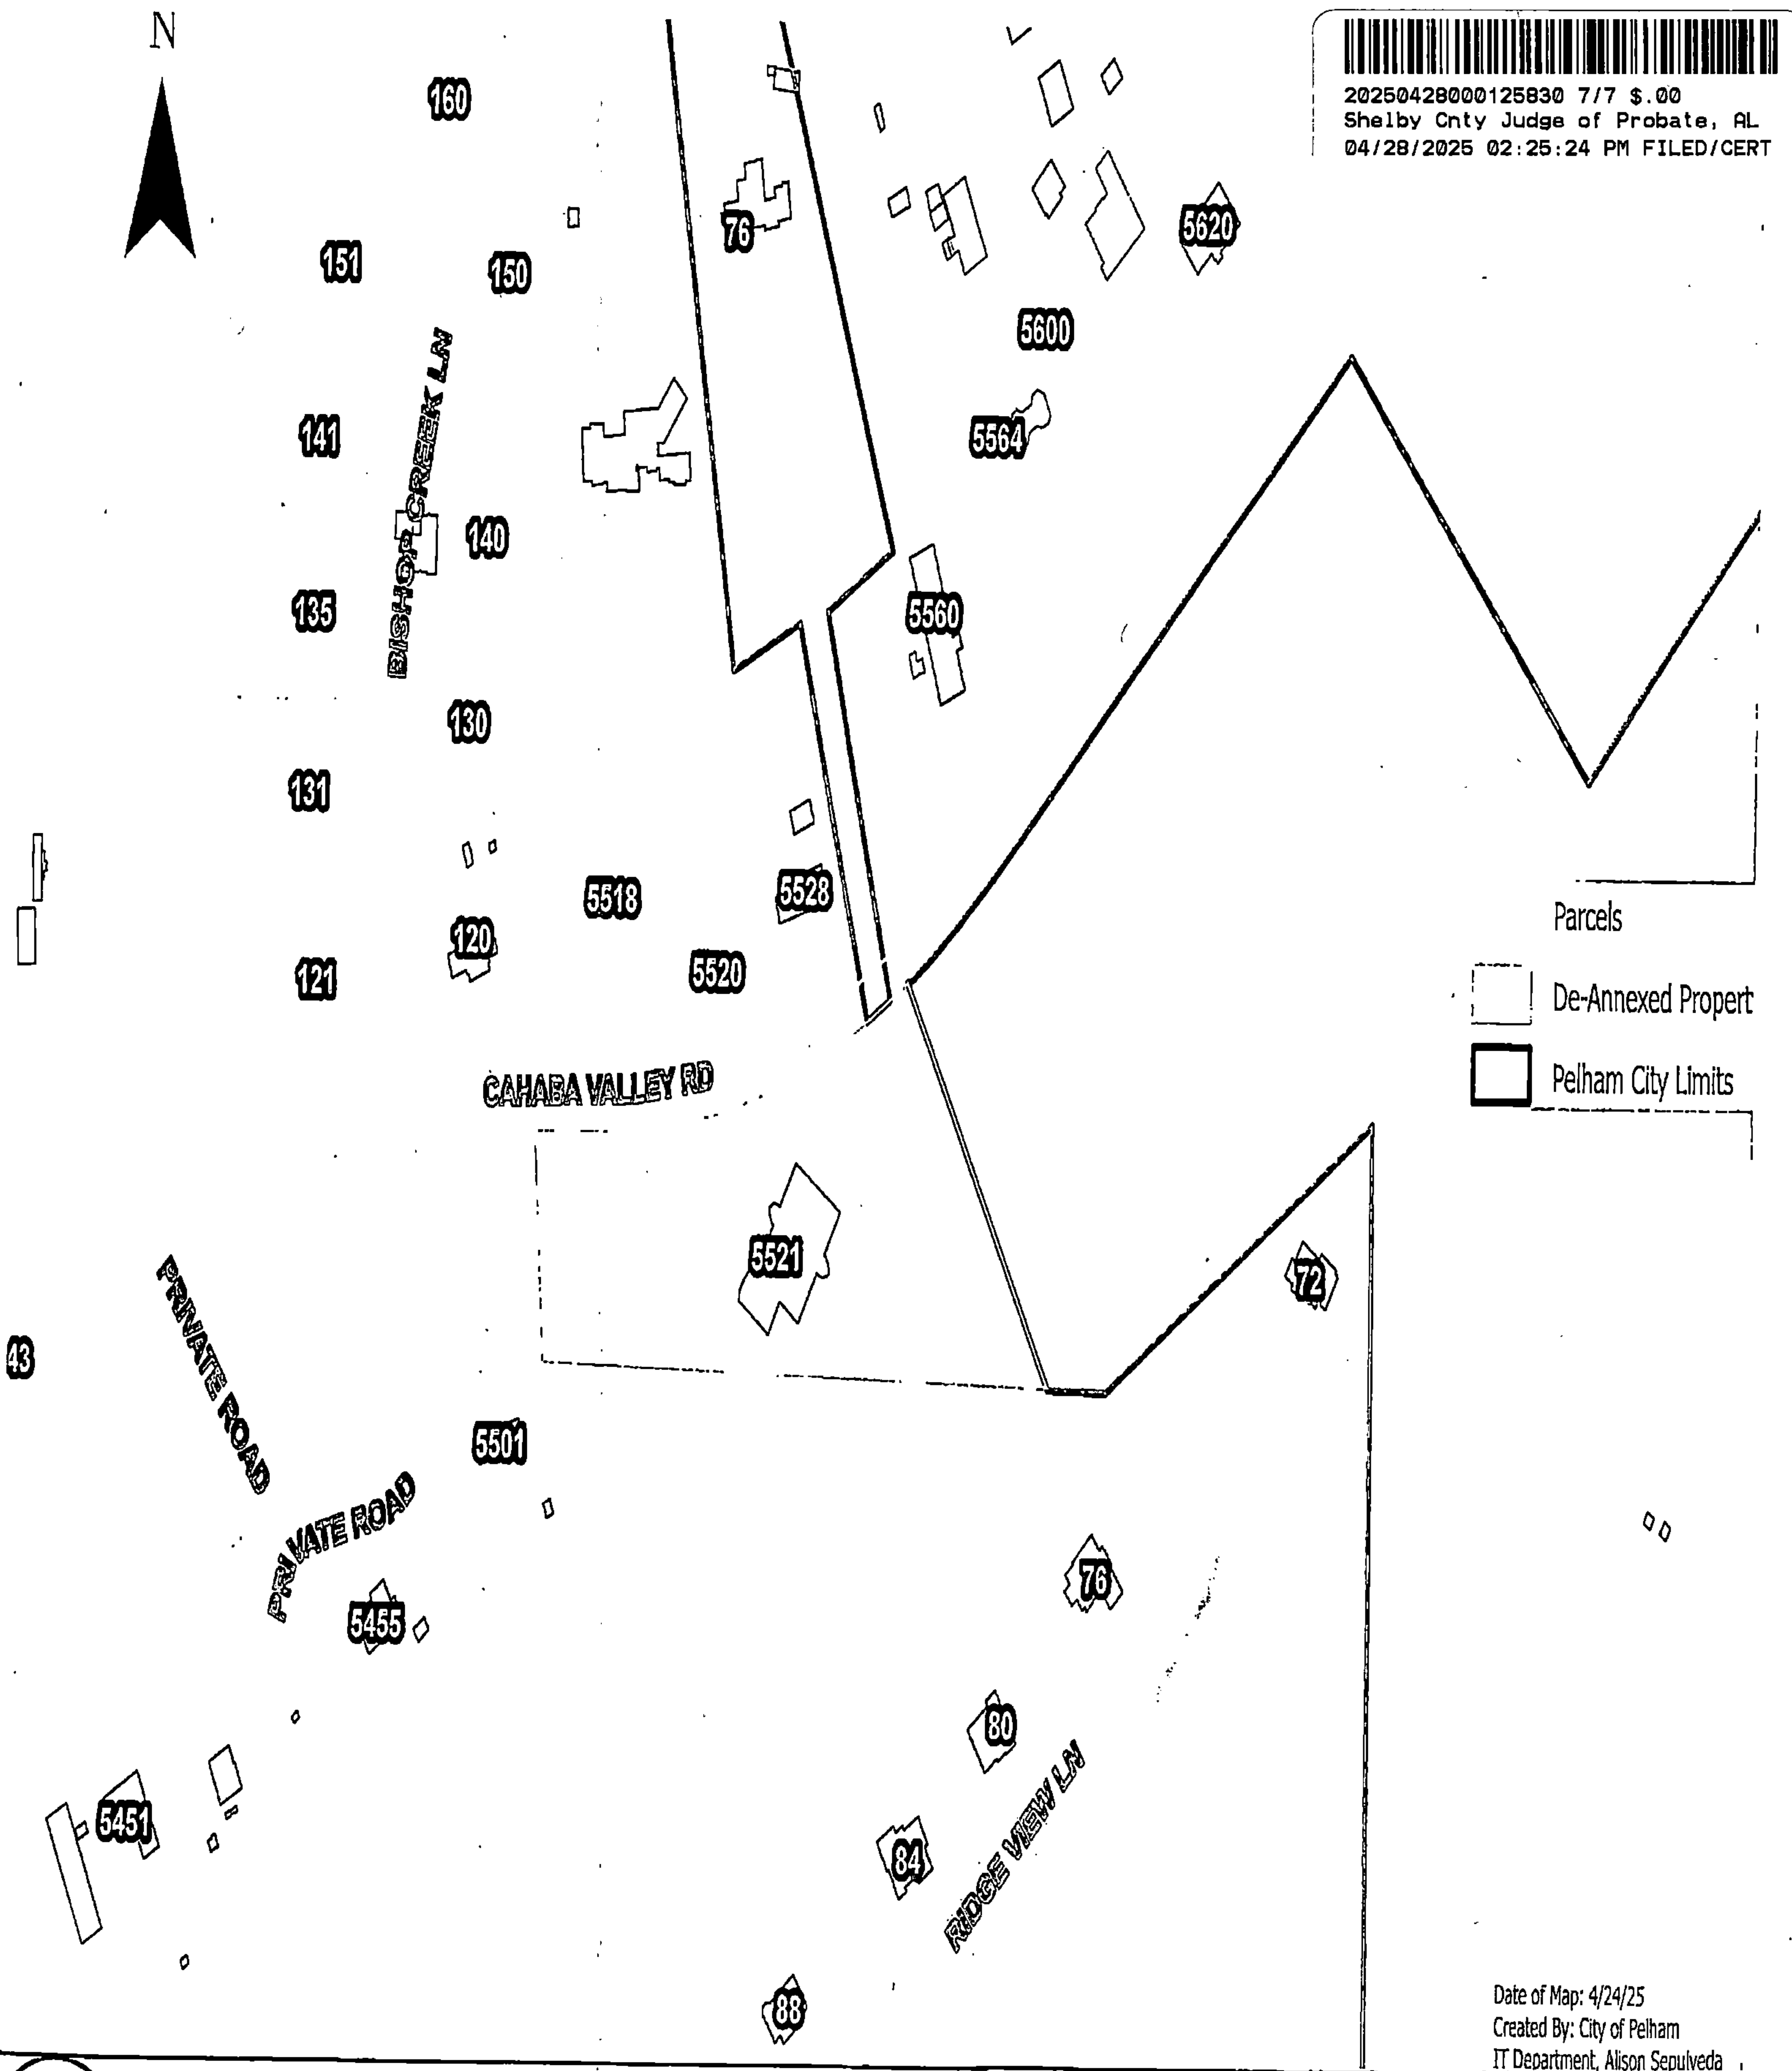 N
20250428000125830 7/7 $.00
Shelby Cnty Judge of Probate, AL
04/28/2025 02:25:24 PM FILED/CERT
160
76
5620
151
150
5600
BISHOP CREEK LN
141
5564
140
135
5560
130
131
5518
5528
120
121
5520
Parcels
De-Annexed Propert
Pelham City Limits
CAHABA VALLEY RD
5521
72
PRIVATE ROAD
43
5501
PRIVATE ROAD
76
5455
80
RIDGE VIEW LN
5451
84
88
Date of Map: 4/24/25
Created By: City of Pelham
IT Department, Alison Sepulveda